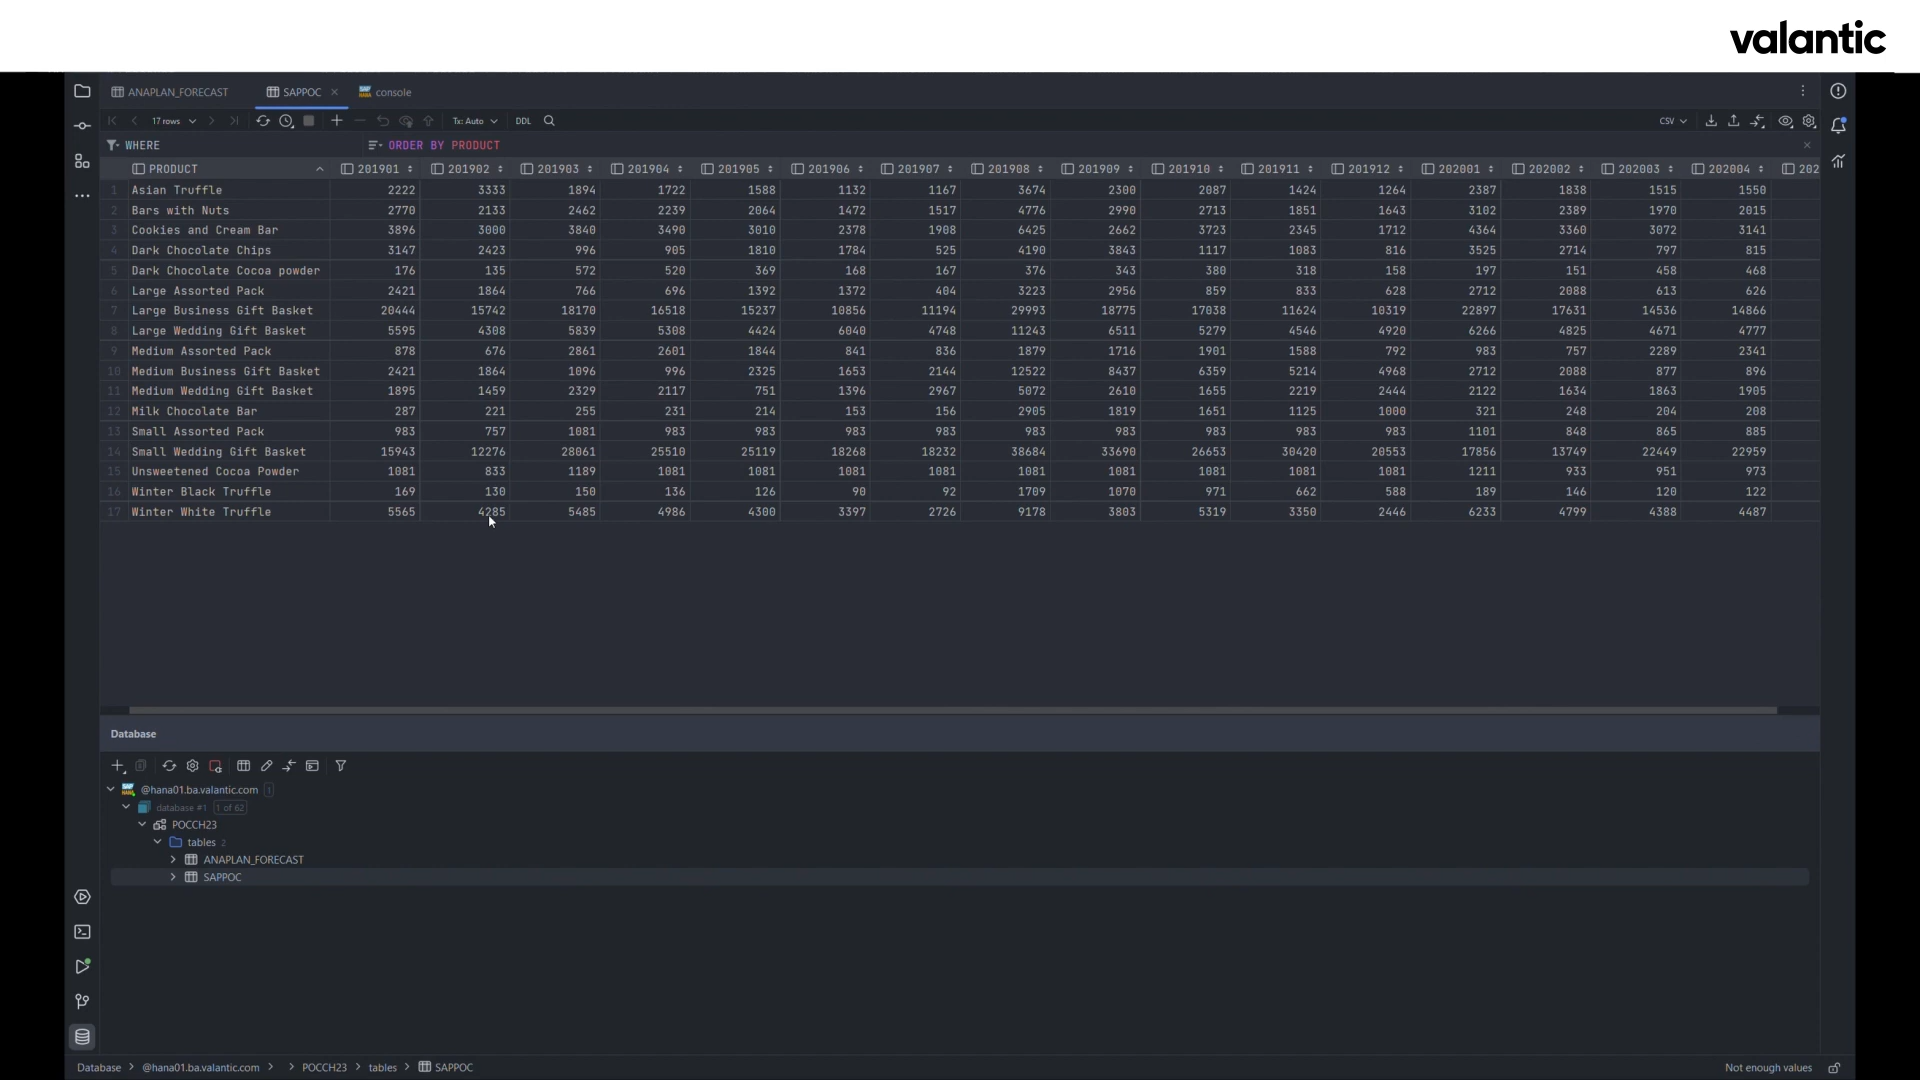 valantic
ANAPLAN_FORECAST SAPPOC console
17 rows Tx: Auto DDL CSV
WHERE ORDER BY PRODUCT
PRODUCT 201901 201902 201903 201904 201905 201906 201907 201908 201909 201910 201911 201912 202001 202002 202003 202004 202
1 Asian Truffle 2222 3333 1894 1722 1588 1132 1167 3674 2300 2087 1424 1264 2387 1838 1515 1550
2 Bars with Nuts 2770 2133 2462 2239 2064 1472 1517 4776 2990 2713 1851 1643 3102 2389 1970 2015
3 Cookies and Cream Bar 3896 3000 3840 3490 3010 2378 1908 6425 2662 3723 2345 1712 4364 3360 3072 3141
4 Dark Chocolate Chips 3147 2423 996 905 1810 1784 525 4190 3843 1117 1083 816 3525 2714 797 815
5 Dark Chocolate Cocoa powder 176 135 572 520 369 168 167 376 343 380 318 158 197 151 458 468
6 Large Assorted Pack 2421 1864 766 696 1392 1372 404 3223 2956 859 833 628 2712 2088 613 626
7 Large Business Gift Basket 20444 15742 18170 16518 15237 10856 11194 29993 18775 17038 11624 10319 22897 17631 14536 14866
8 Large Wedding Gift Basket 5595 4308 5839 5308 4424 6040 4748 11243 6511 5279 4546 4920 6266 4825 4671 4777
9 Medium Assorted Pack 878 676 2861 2601 1844 841 836 1879 1716 1901 1588 792 983 757 2289 2341
10 Medium Business Gift Basket 2421 1864 1096 996 2325 1653 2144 12522 8437 6359 5214 4968 2712 2088 877 896
11 Medium Wedding Gift Basket 1895 1459 2329 2117 751 1396 2967 5072 2610 1655 2219 2444 2122 1634 1863 1905
12 Milk Chocolate Bar 287 221 255 231 214 153 156 2905 1819 1651 1125 1000 321 248 204 208
13 Small Assorted Pack 983 757 1081 983 983 983 983 983 983 983 983 983 1101 848 865 885
14 Small Wedding Gift Basket 15943 12276 28061 25510 25119 18268 18232 38684 33690 26653 30420 20553 17856 13749 22449 22959
15 Unsweetened Cocoa Powder 1081 833 1189 1081 1081 1081 1081 1081 1081 1081 1081 1081 1211 933 951 973
16 Winter Black Truffle 169 130 150 136 126 90 92 1709 1070 971 662 588 189 146 120 122
17 Winter White Truffle 5565 4285 5485 4986 4300 3397 2726 9178 3803 5319 3350 2446 6233 4799 4388 4487
Database
@hana01.ba.valantic.com 1
database #1 1 of 62
POCCH23
tables 2
ANAPLAN_FORECAST
SAPPOC
Database > @hana01.ba.valantic.com > > POCCH23 > tables > SAPPOC Not enough values